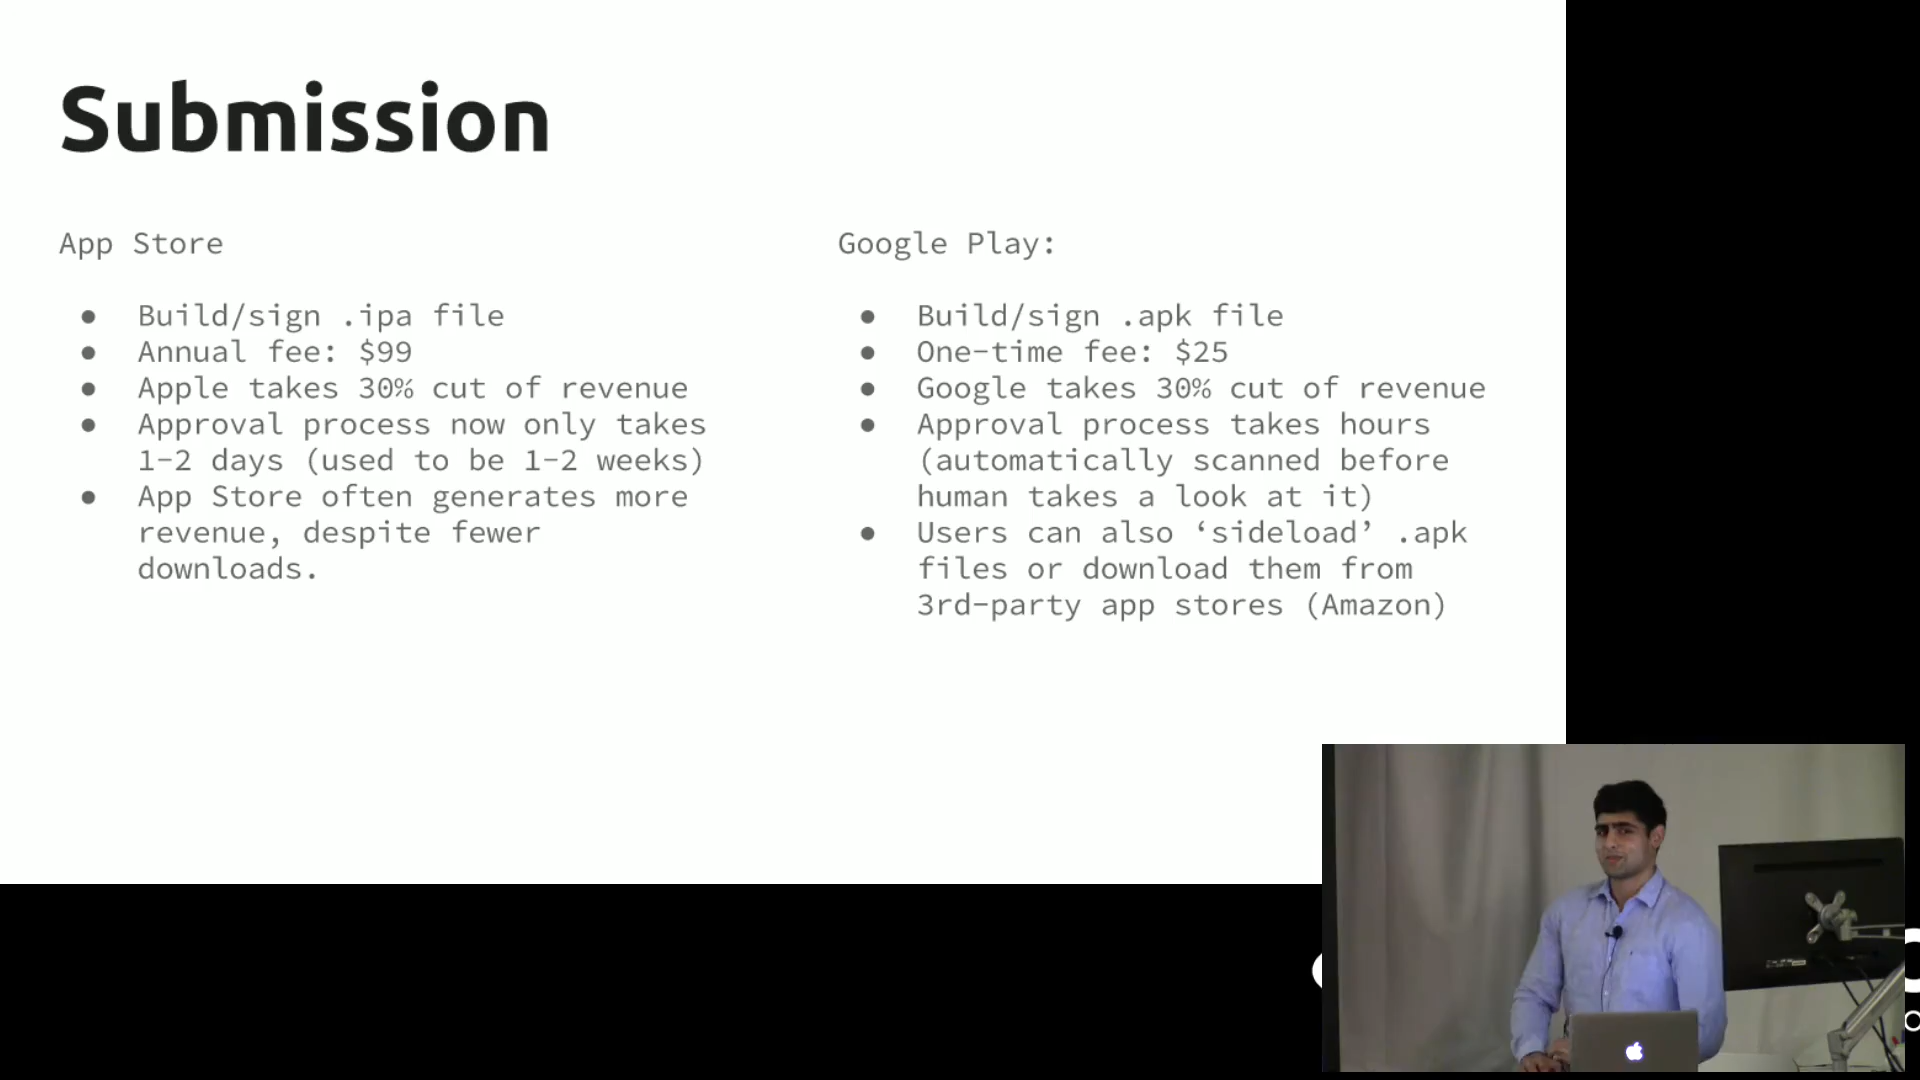 Submission
App Store
● Build/sign .ipa file
● Annual fee: $99
● Apple takes 30% cut of revenue
● Approval process now only takes
1-2 days (used to be 1-2 weeks)
● App Store often generates more
revenue, despite fewer
downloads.
Google Play:
● Build/sign .apk file
● One-time fee: $25
● Google takes 30% cut of revenue
● Approval process takes hours
(automatically scanned before
human takes a look at it)
● Users can also ‘sideload’ .apk
files or download them from
3rd-party app stores (Amazon)